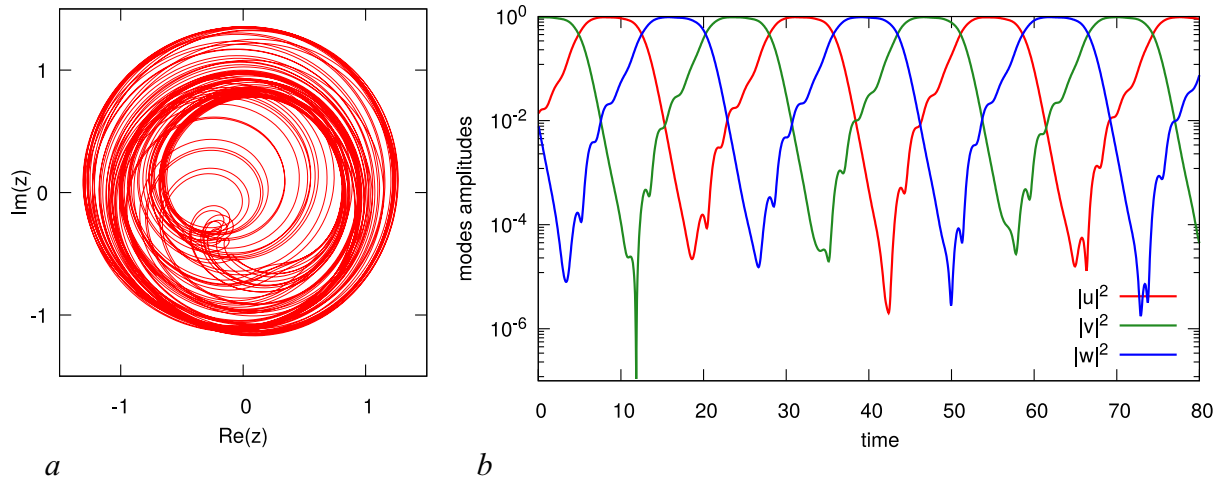 1
0
-1
Im(z)
-1
0
1
Re(z)
a
10^0
10^-2
10^-4
10^-6
modes amplitudes
|u|^2
|v|^2
|w|^2
0 10 20 30 40 50 60 70 80
time
b